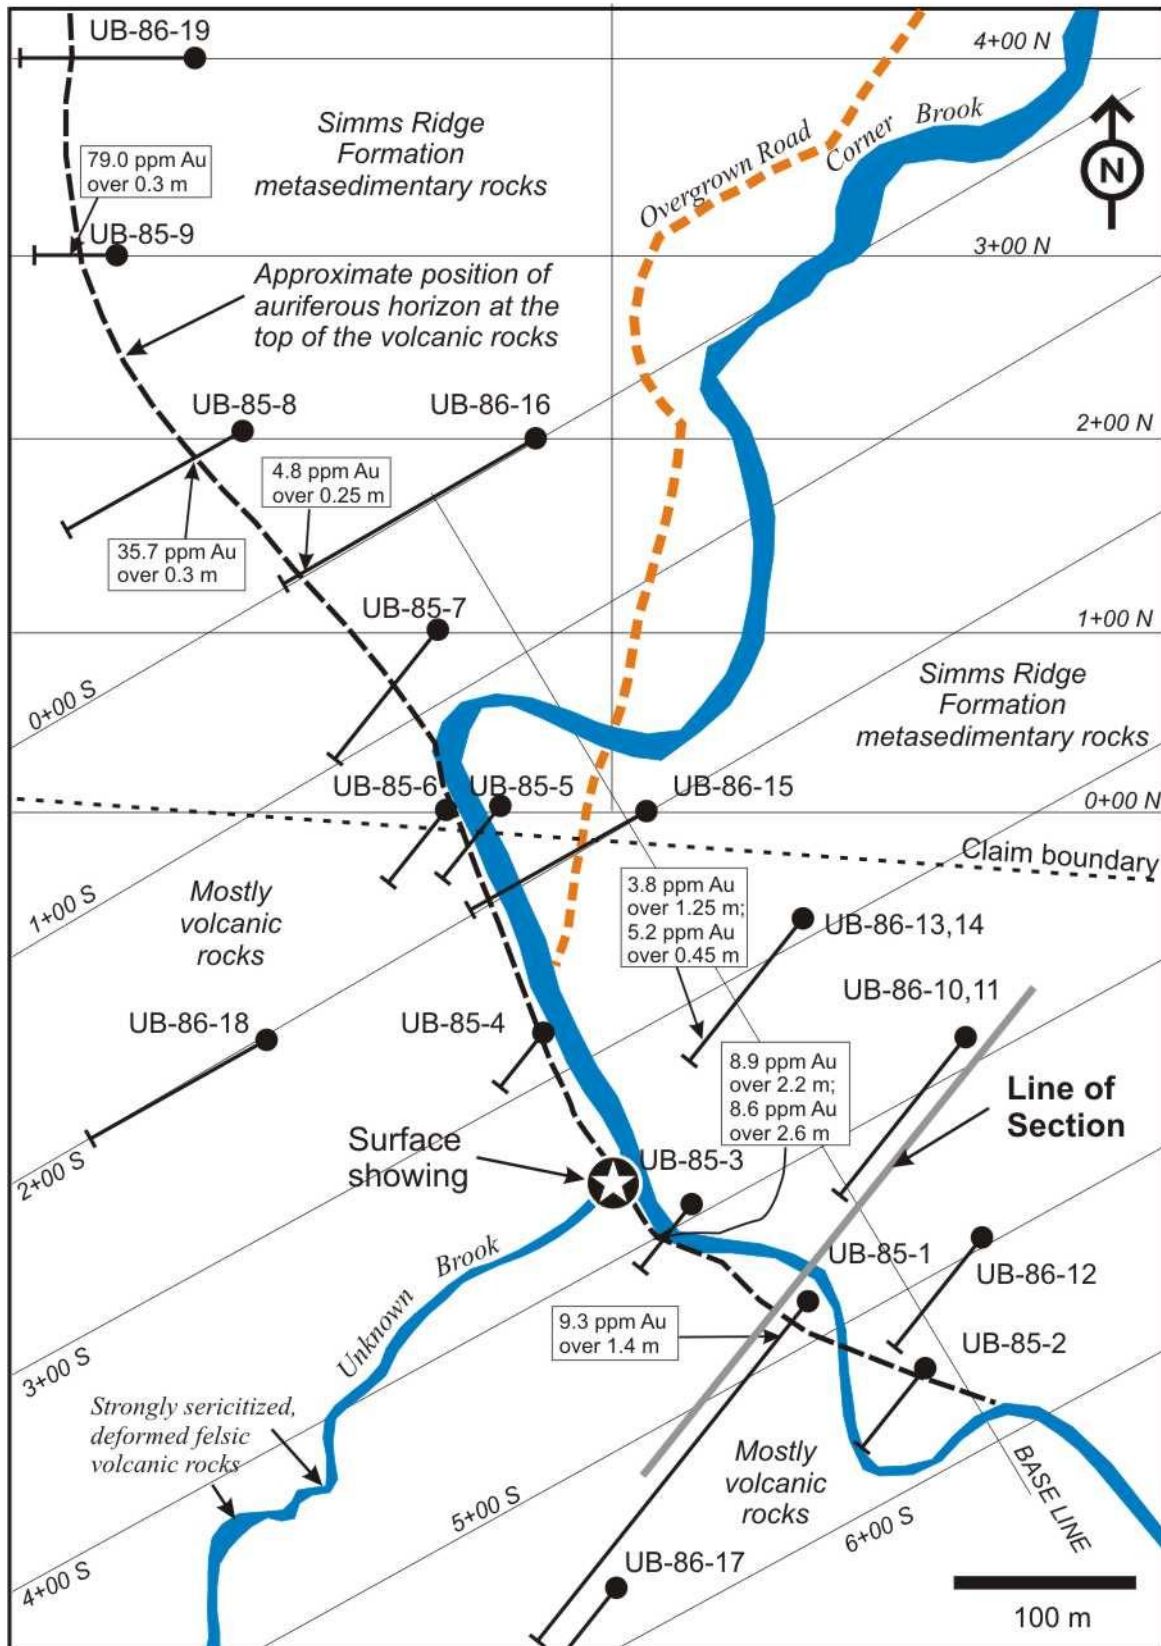 UB-86-19
4+00 N
Simms Ridge
Formation
metasedimentary rocks
Overgrown Road
Corner Brook
N
79.0 ppm Au
over 0.3 m
UB-85-9
3+00 N
Approximate position of
auriferous horizon at the
top of the volcanic rocks
UB-85-8
UB-86-16
2+00 N
4.8 ppm Au
over 0.25 m
35.7 ppm Au
over 0.3 m
UB-85-7
1+00 N
0+00 S
Simms Ridge
Formation
metasedimentary rocks
UB-85-6
UB-85-5
UB-86-15
0+00 N
Claim boundary
1+00 S
Mostly
volcanic
rocks
3.8 ppm Au
over 1.25 m;
5.2 ppm Au
over 0.45 m
UB-86-13,14
UB-86-10,11
UB-86-18
UB-85-4
8.9 ppm Au
over 2.2 m;
8.6 ppm Au
over 2.6 m
Line of
Section
Surface
showing
UB-85-3
2+00 S
Unknown Brook
UB-85-1
UB-86-12
9.3 ppm Au
over 1.4 m
UB-85-2
3+00 S
Strongly sericitized,
deformed felsic
volcanic rocks
Mostly
volcanic
rocks
BASE LINE
5+00 S
6+00 S
UB-86-17
4+00 S
100 m